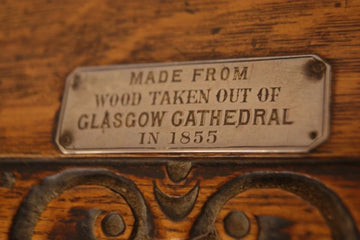 MADE FROM
WOOD TAKEN OUT OF
GLASGOW CATHEDRAL
IN 1855